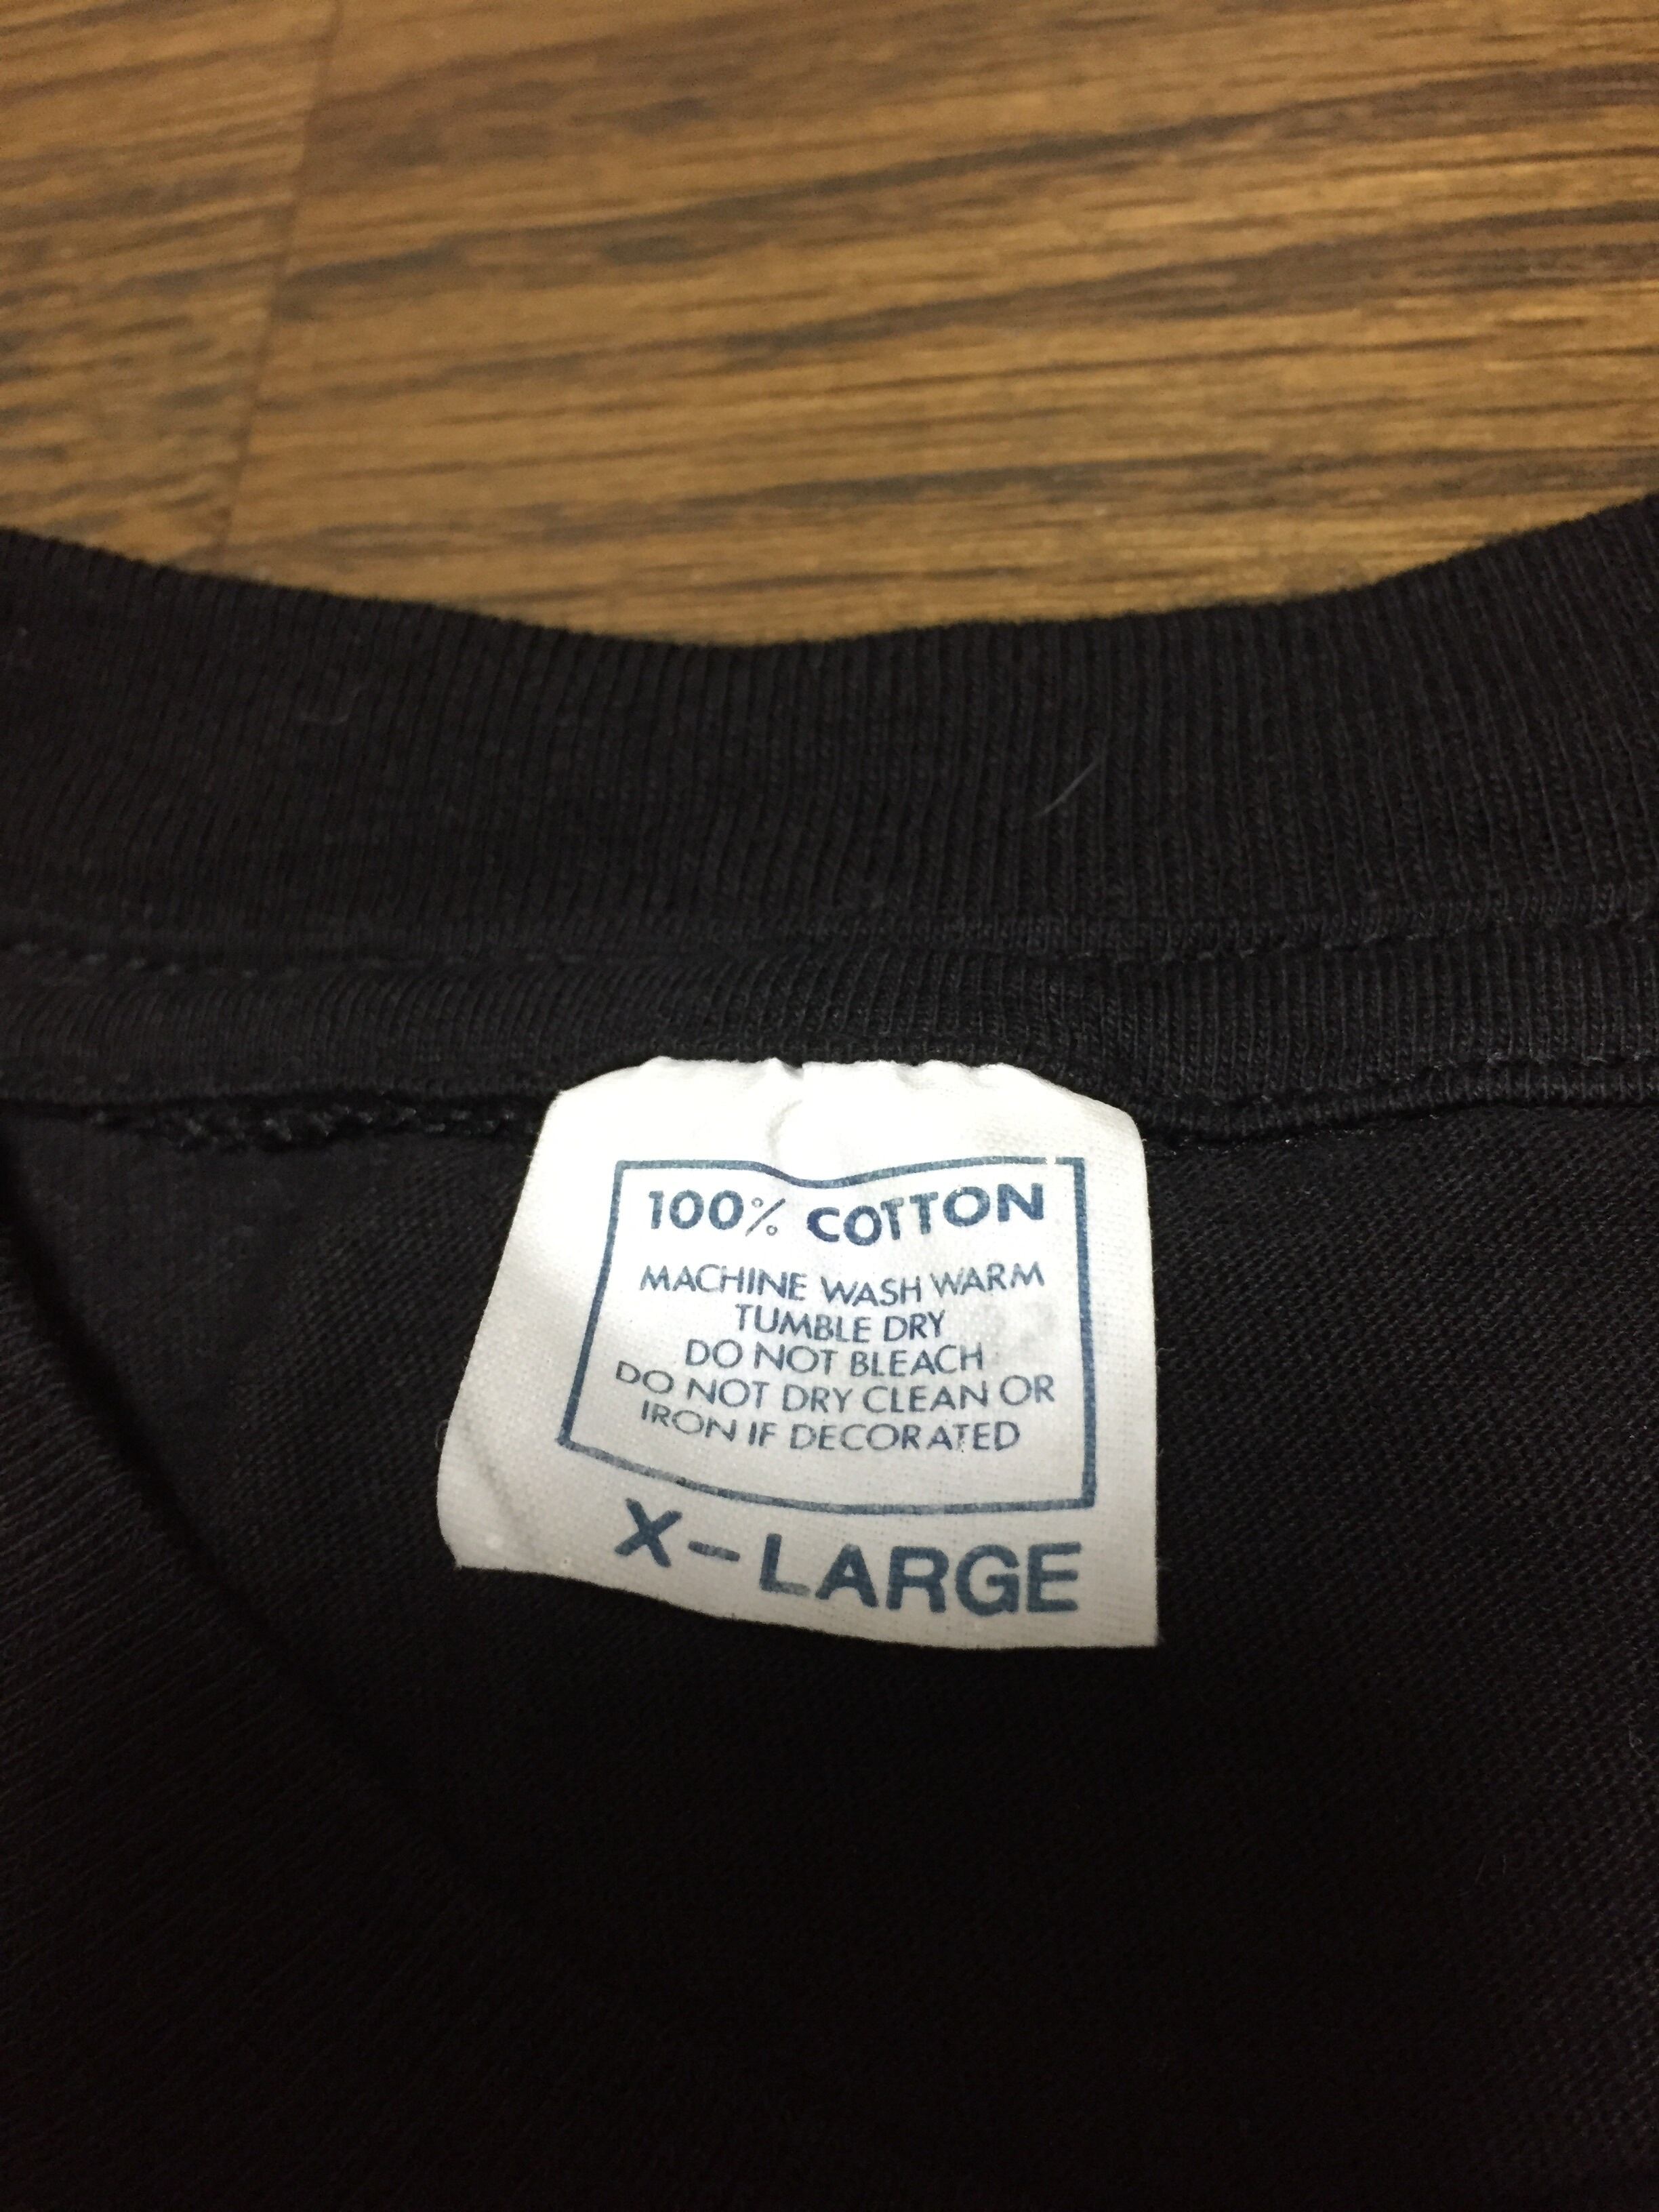 100% COTTON
MACHINE WASH WARM
TUMBLE DRY
DO NOT BLEACH
DO NOT DRY CLEAN OR
IRON IF DECORATED
X-LARGE